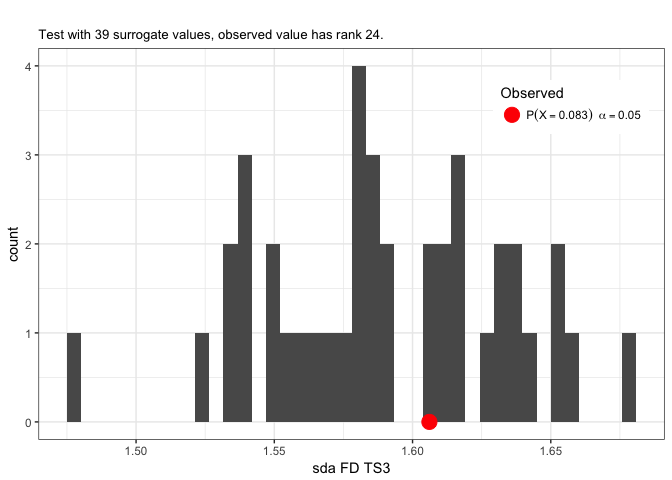 Test with 39 surrogate values, observed value has rank 24.
4
3
2
1
0
count
Observed
P(X = 0.083) α = 0.05
1.50 1.55 1.60 1.65
sda FD TS3